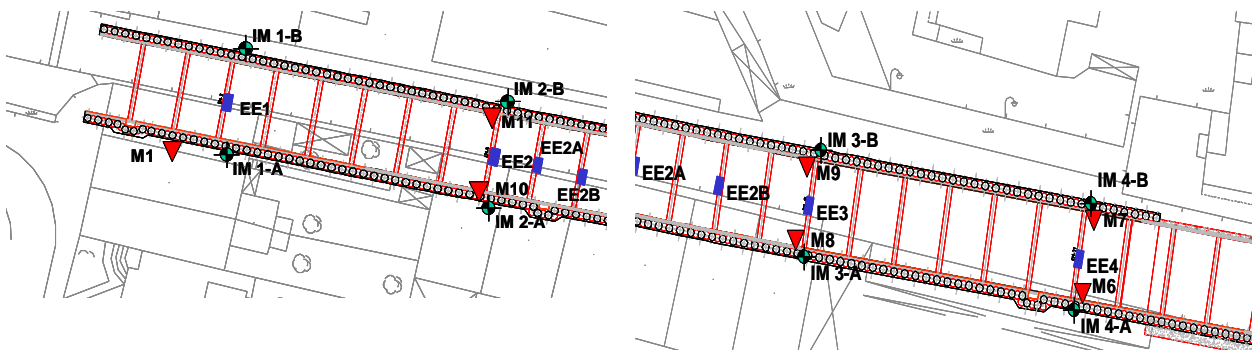 IM 1-B
EE1
M1
IM 1-A
IM 2-B
M11
EE2A
EE2
M10
EE2B
IM 2-A
IM 3-B
M9
EE2A
EE2B
EE3
M8
IM 3-A
IM 4-B
M7
EE4
M6
IM 4-A